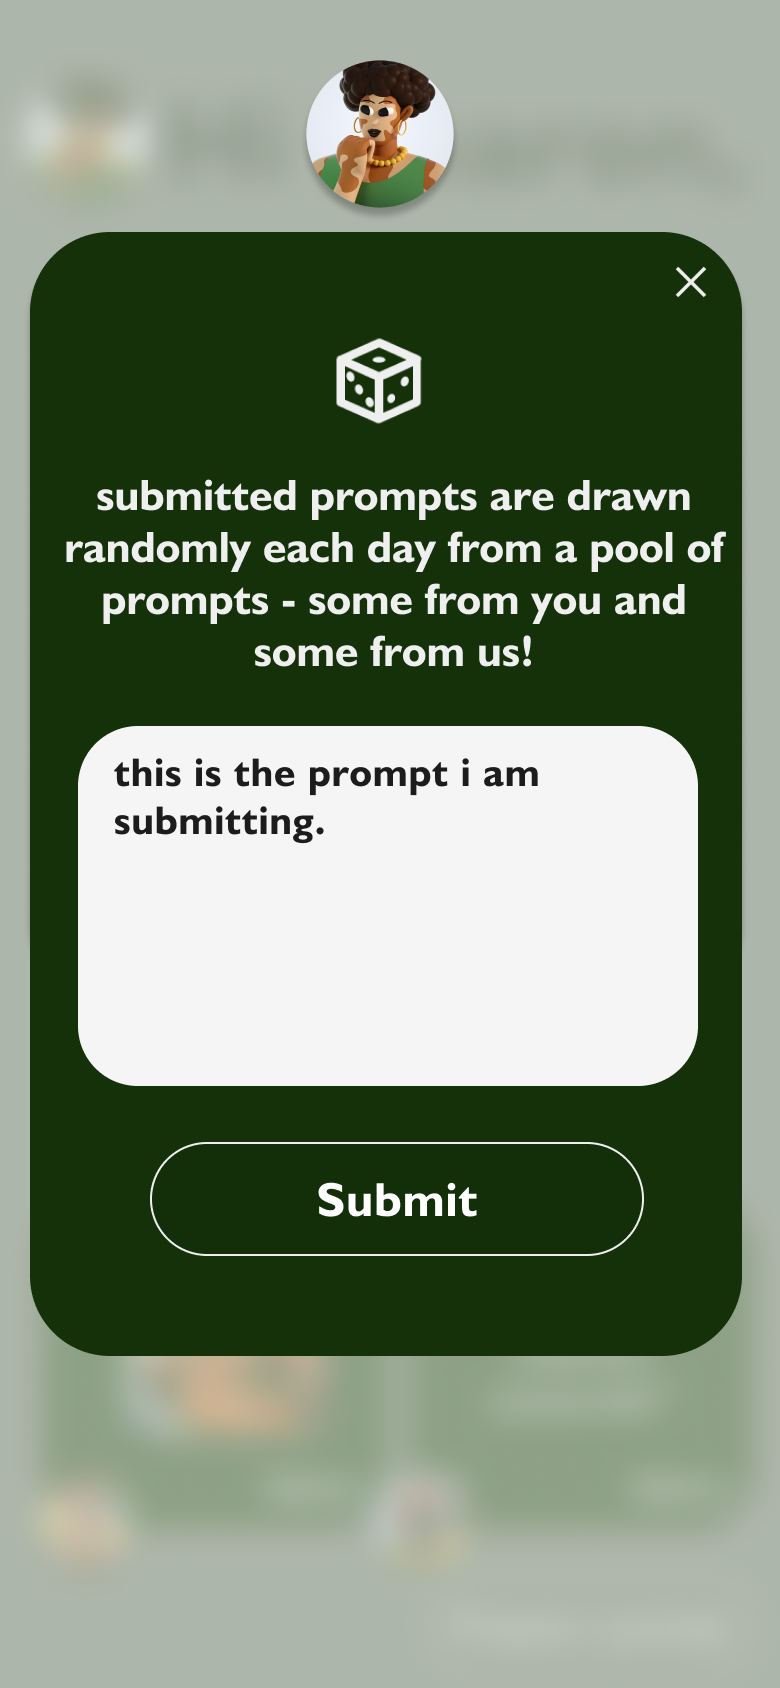 submitted prompts are drawn
randomly each day from a pool of
prompts - some from you and
some from us!
this is the prompt i am
submitting.
Submit